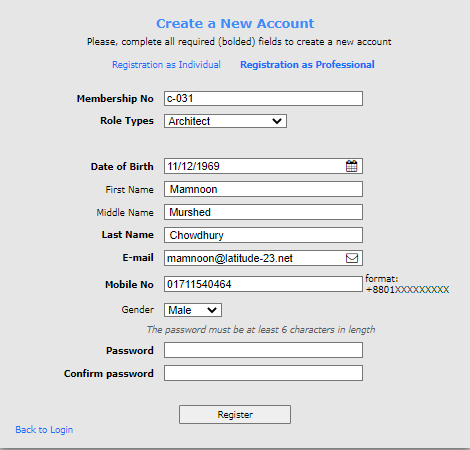 Create a New Account
Please, complete all required (bolded) fields to create a new account
Registration as Individual Registration as Professional
Membership No c-031
Role Types Architect
Date of Birth 11/12/1969
First Name Mamnoon
Middle Name Murshed
Last Name Chowdhury
E-mail mamnoon@latitude-23.net
Mobile No 01711540464 format:
+8801XXXXXXXXX
Gender Male
The password must be at least 6 characters in length
Password
Confirm password
Register
Back to Login